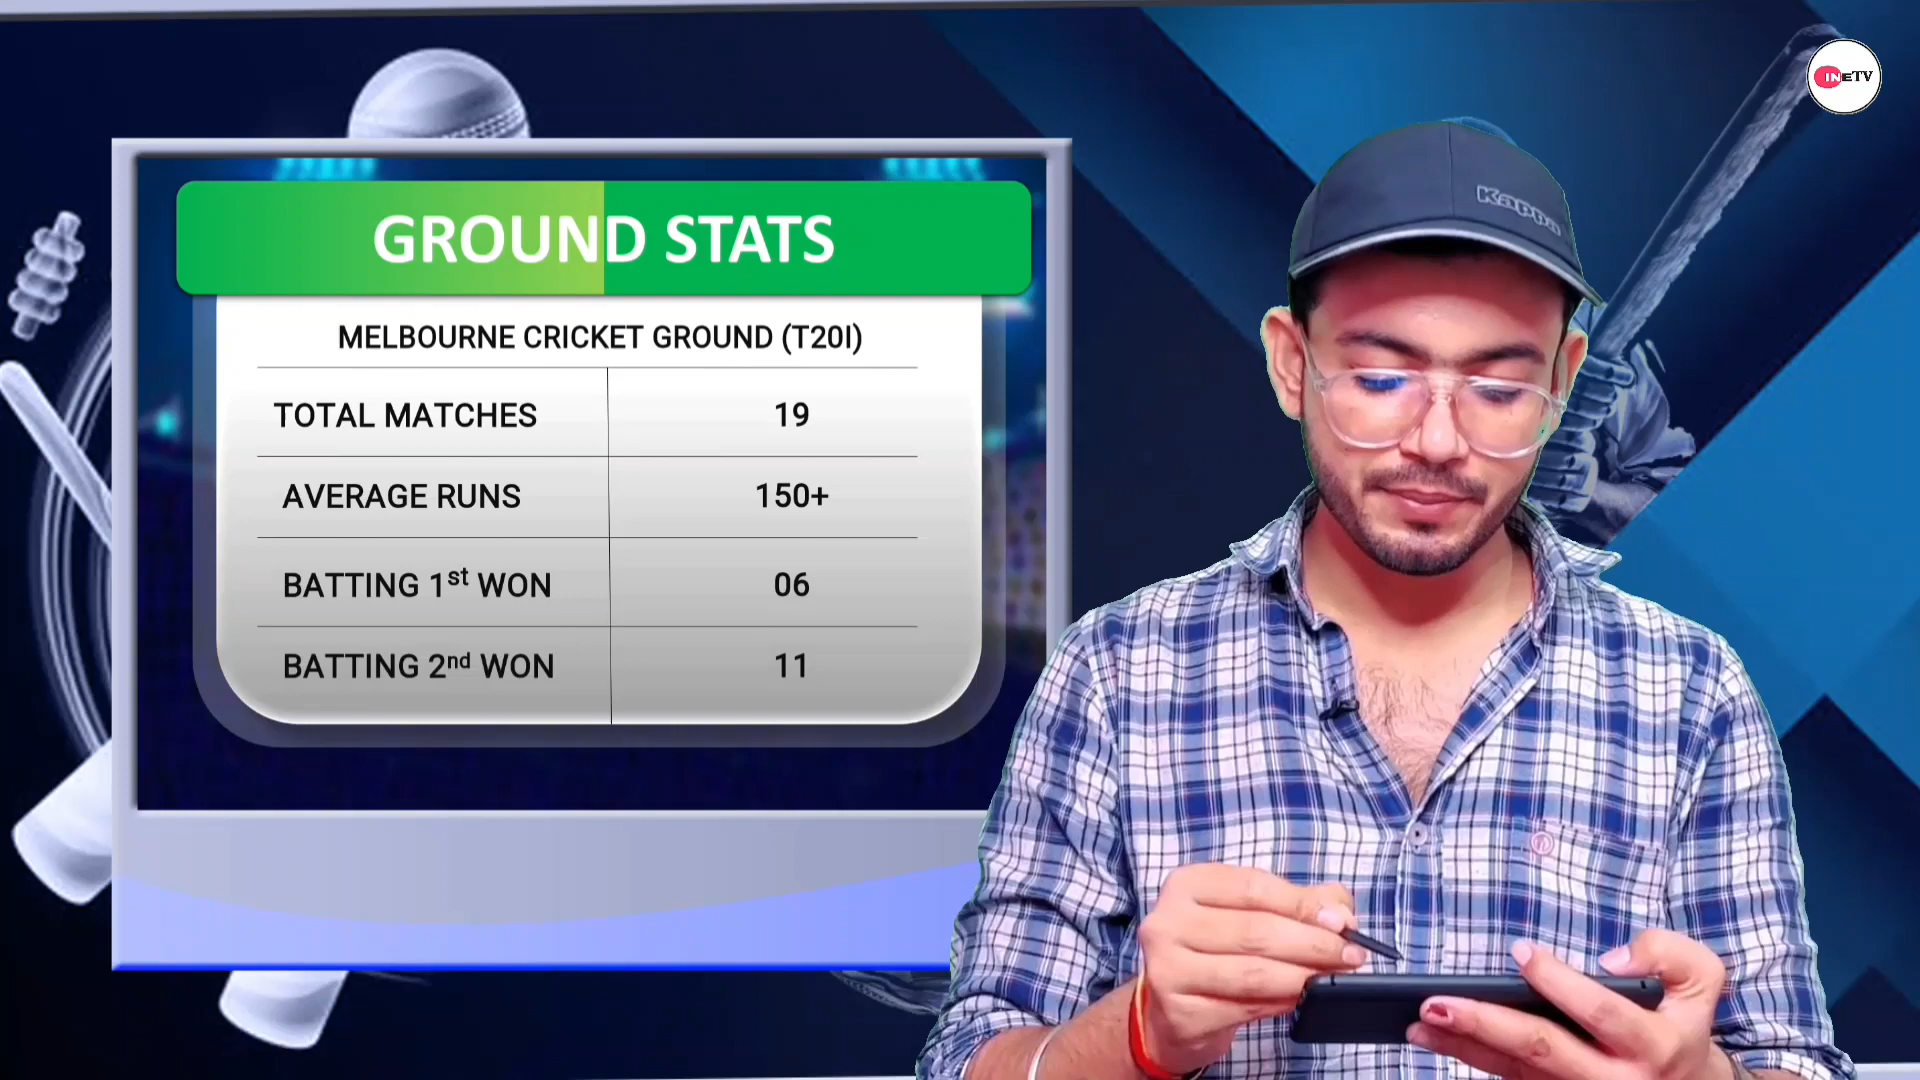 CINETV
Kappa
GROUND STATS
MELBOURNE CRICKET GROUND (T20I)
TOTAL MATCHES 19
AVERAGE RUNS 150+
BATTING 1st WON 06
BATTING 2nd WON 11